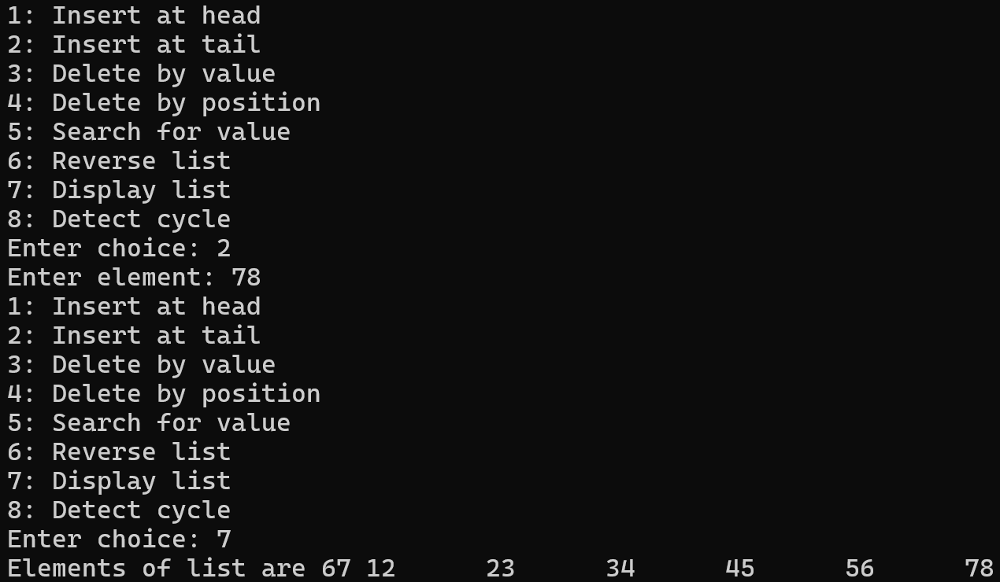 1: Insert at head
2: Insert at tail
3: Delete by value
4: Delete by position
5: Search for value
6: Reverse list
7: Display list
8: Detect cycle
Enter choice: 2
Enter element: 78
1: Insert at head
2: Insert at tail
3: Delete by value
4: Delete by position
5: Search for value
6: Reverse list
7: Display list
8: Detect cycle
Enter choice: 7
Elements of list are 67 12      23      34      45      56      78